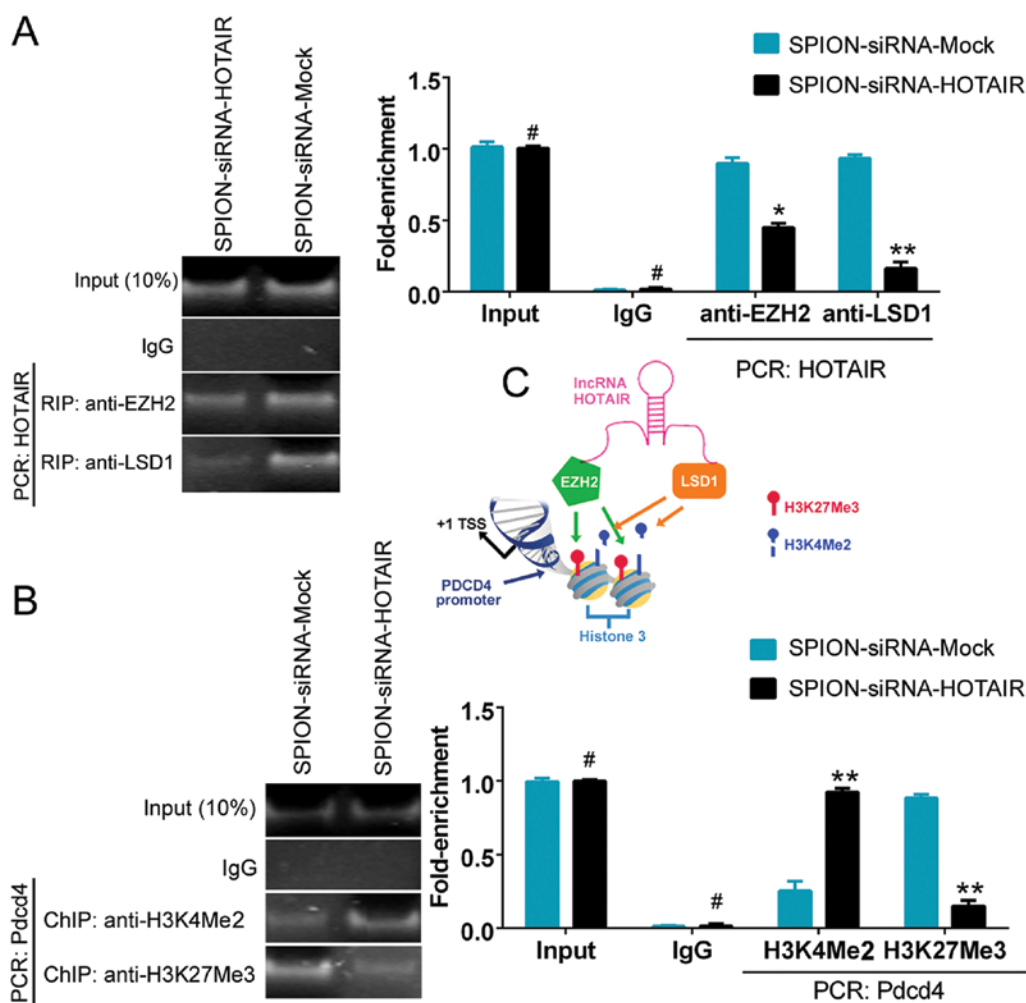 A
SPION-siRNA-HOTAIR
SPION-siRNA-Mock
Input (10%)
IgG
RIP: anti-EZH2
RIP: anti-LSD1
PCR: HOTAIR
SPION-siRNA-Mock
SPION-siRNA-HOTAIR
Fold-enrichment
1.5
1.0
0.5
0.0
#
#
*
**
Input
IgG
anti-EZH2
anti-LSD1
PCR: HOTAIR
C
lncRNA
HOTAIR
EZH2
LSD1
+1 TSS
PDCD4
promoter
Histone 3
H3K27Me3
H3K4Me2
B
SPION-siRNA-Mock
SPION-siRNA-HOTAIR
Input (10%)
IgG
ChIP: anti-H3K4Me2
ChIP: anti-H3K27Me3
PCR: Pdcd4
SPION-siRNA-Mock
SPION-siRNA-HOTAIR
Fold-enrichment
1.5
1.0
0.5
0.0
#
#
**
**
Input
IgG
H3K4Me2
H3K27Me3
PCR: Pdcd4